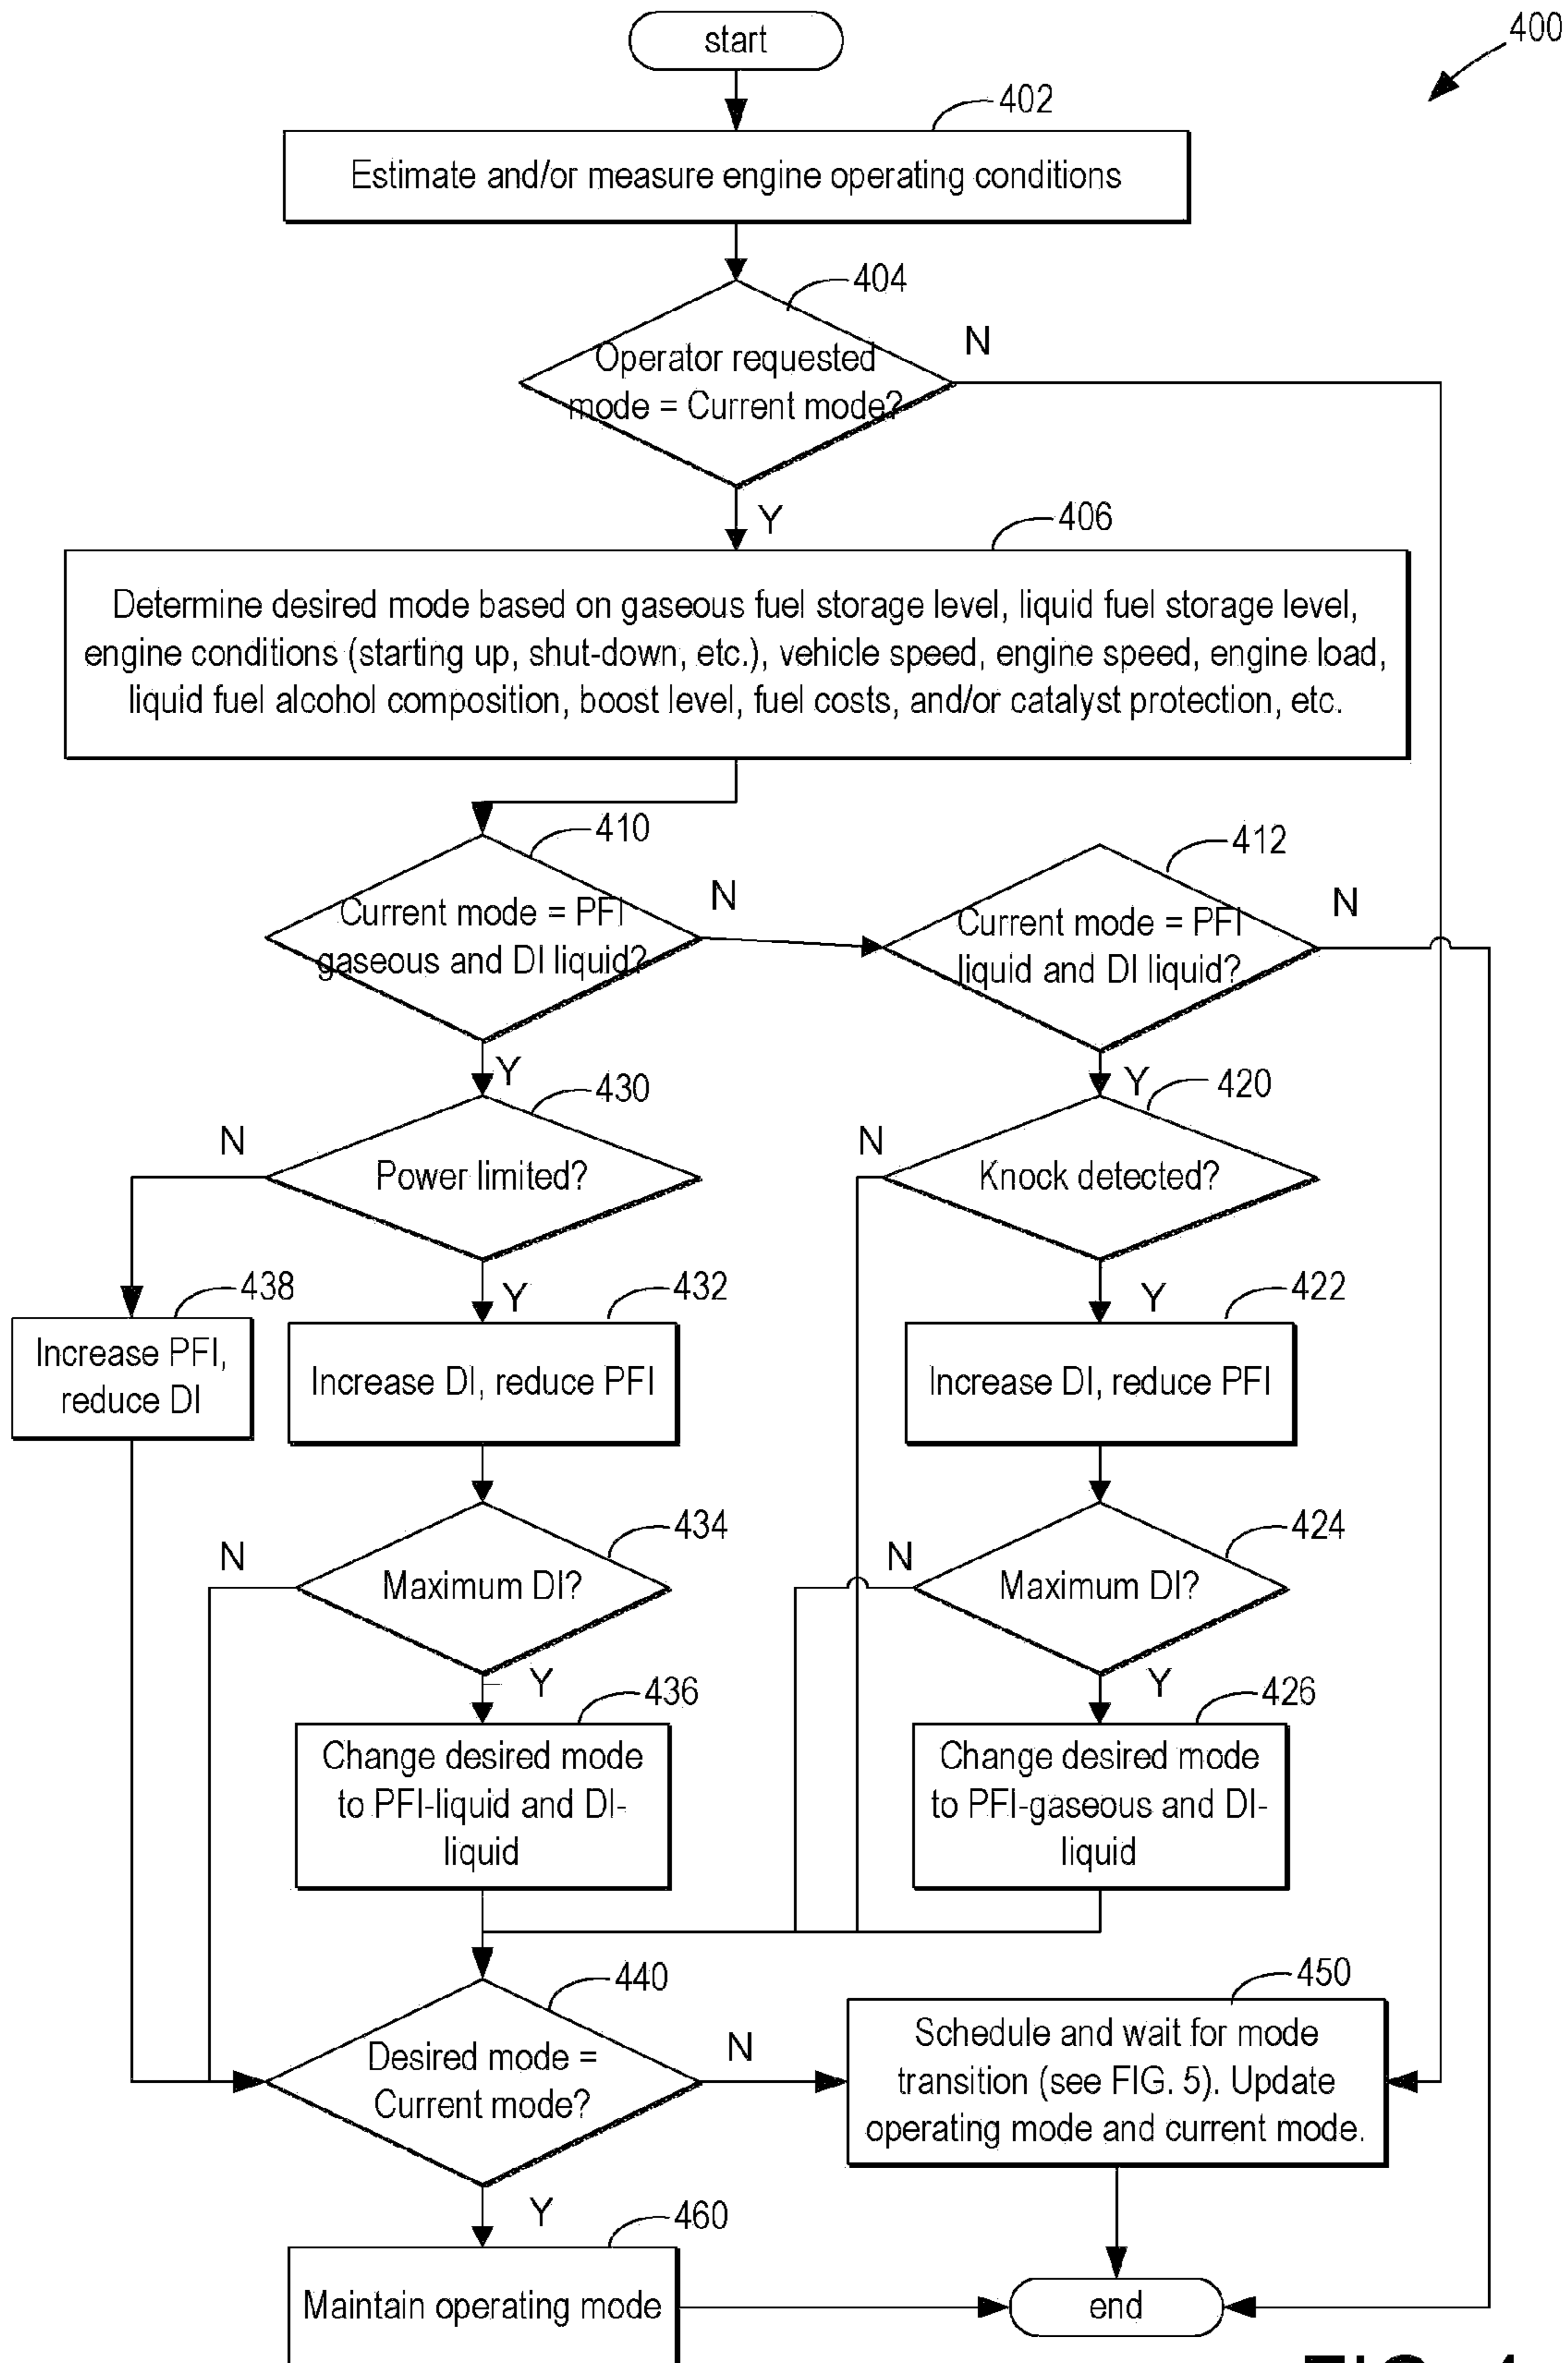 start
400
402
Estimate and/or measure engine operating conditions
404
Operator requested
mode = Current mode?
N
Y
406
Determine desired mode based on gaseous fuel storage level, liquid fuel storage level,
engine conditions (starting up, shut-down, etc.), vehicle speed, engine speed, engine load,
liquid fuel alcohol composition, boost level, fuel costs, and/or catalyst protection, etc.
410
Current mode = PFI
gaseous and DI liquid?
N
412
Current mode = PFI
liquid and DI liquid?
N
Y
Y
430
Power limited?
N
420
Knock detected?
N
438
Increase PFI,
reduce DI
Y
432
Increase DI, reduce PFI
Y
422
Increase DI, reduce PFI
434
Maximum DI?
N
424
Maximum DI?
N
Y
436
Change desired mode
to PFI-liquid and DI-
liquid
Y
426
Change desired mode
to PFI-gaseous and DI-
liquid
440
Desired mode =
Current mode?
N
450
Schedule and wait for mode
transition (see FIG. 5). Update
operating mode and current mode.
Y
460
Maintain operating mode
end